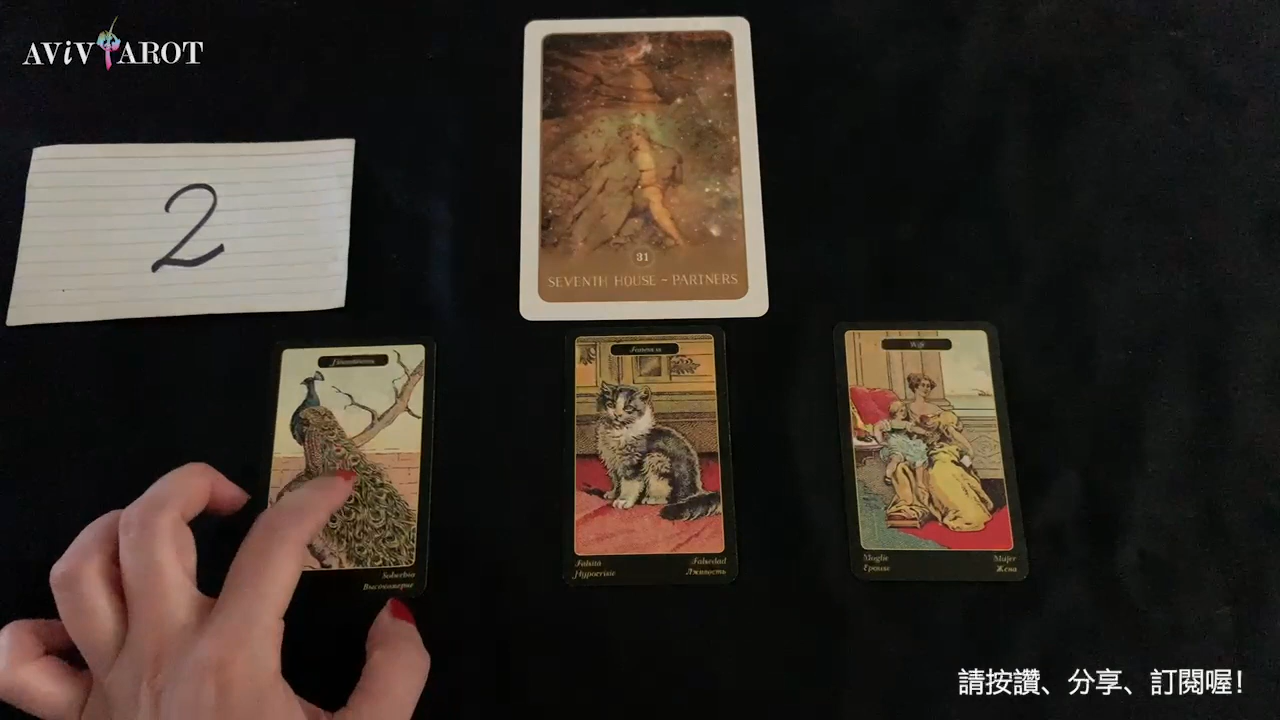 AViV TAROT
2
31
SEVENTH HOUSE ~ PARTNERS
Soberbia
Высокомерие
Falsità
Hypocrisie
Falsedad
Лживость
Wife
Moglie
Epouse
Mujer
Жена
請按讚、分享、訂閱喔!